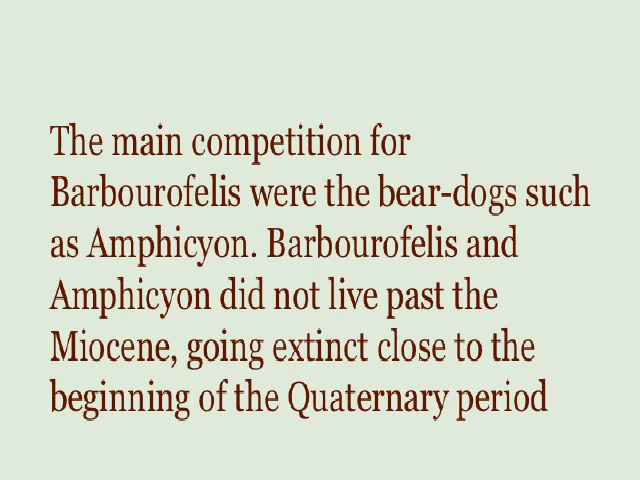 The main competition for
Barbourofelis were the bear-dogs such
as Amphicyon. Barbourofelis and
Amphicyon did not live past the
Miocene, going extinct close to the
beginning of the Quaternary period